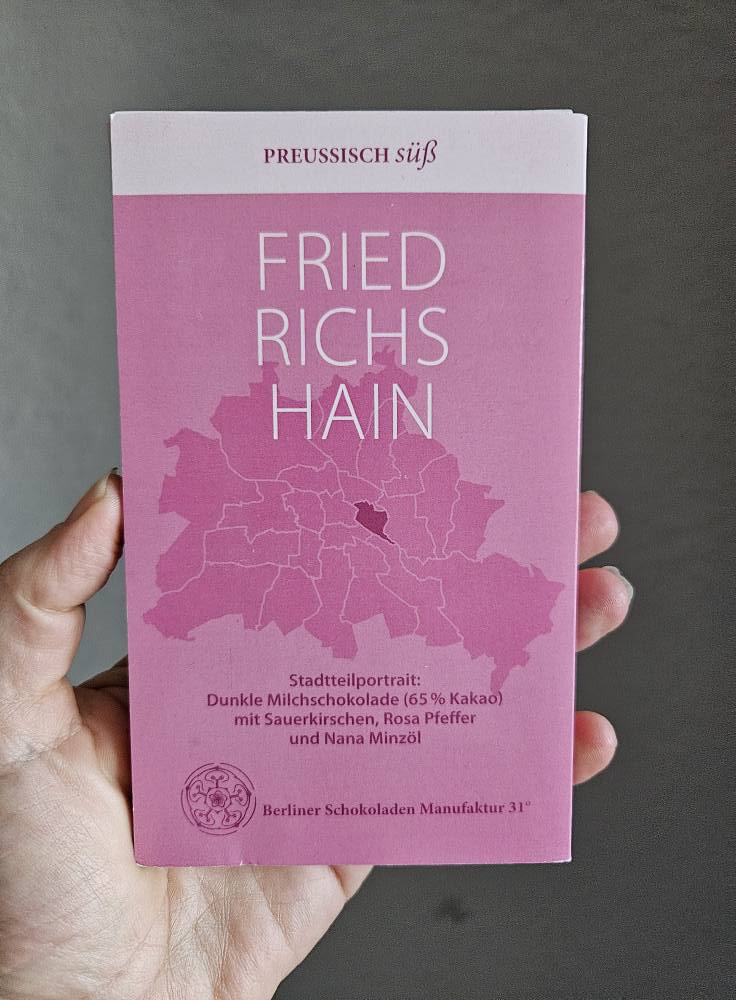 PREUSSISCH süß
FRIED
RICHS
HAIN
Stadtteilportrait:
Dunkle Milchschokolade (65 % Kakao)
mit Sauerkirschen, Rosa Pfeffer
und Nana Minzöl
Berliner Schokoladen Manufaktur 31°